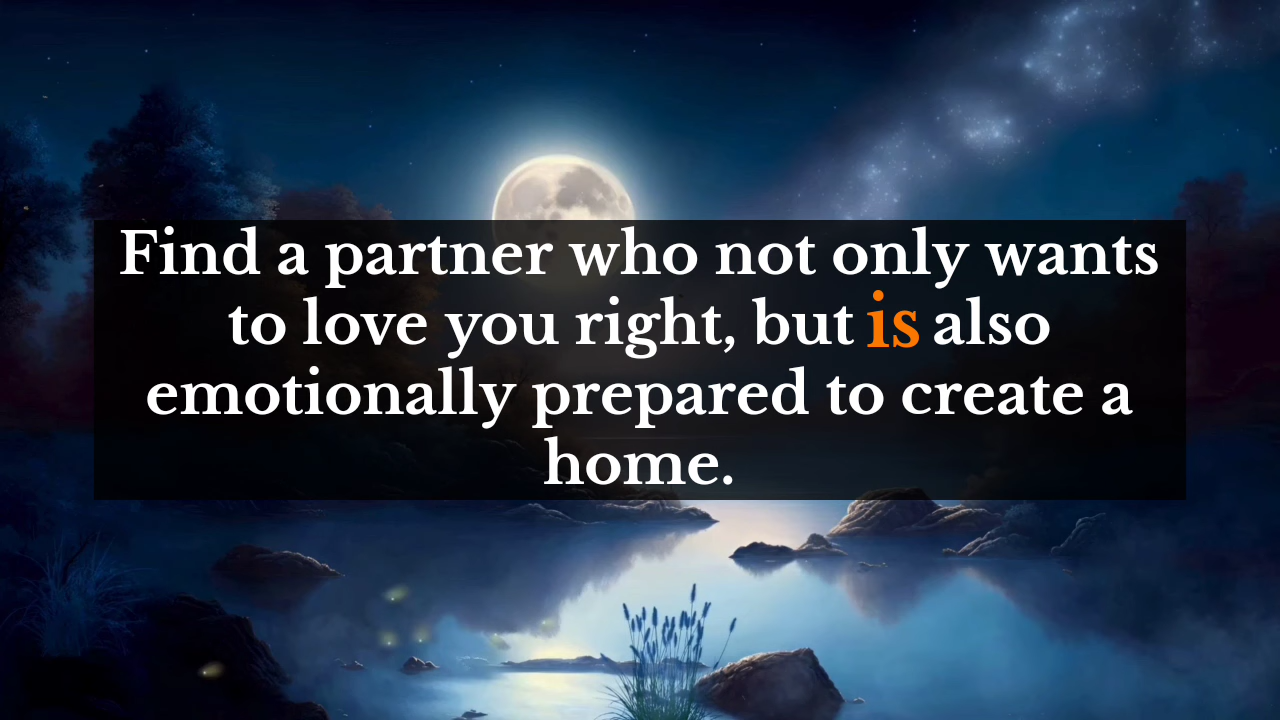 Find a partner who not only wants
to love you right, but is also
emotionally prepared to create a
home.